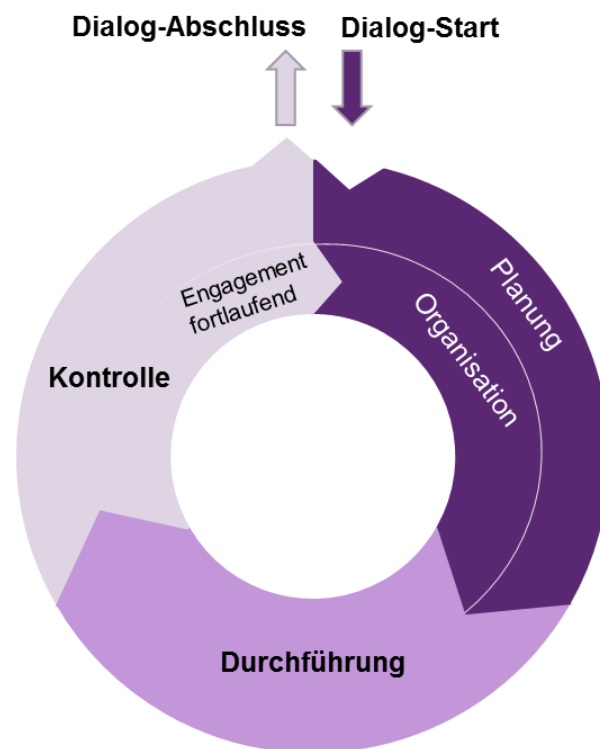 Dialog-Abschluss
Dialog-Start
Planung
Organisation
Engagement
fortlaufend
Kontrolle
Durchführung